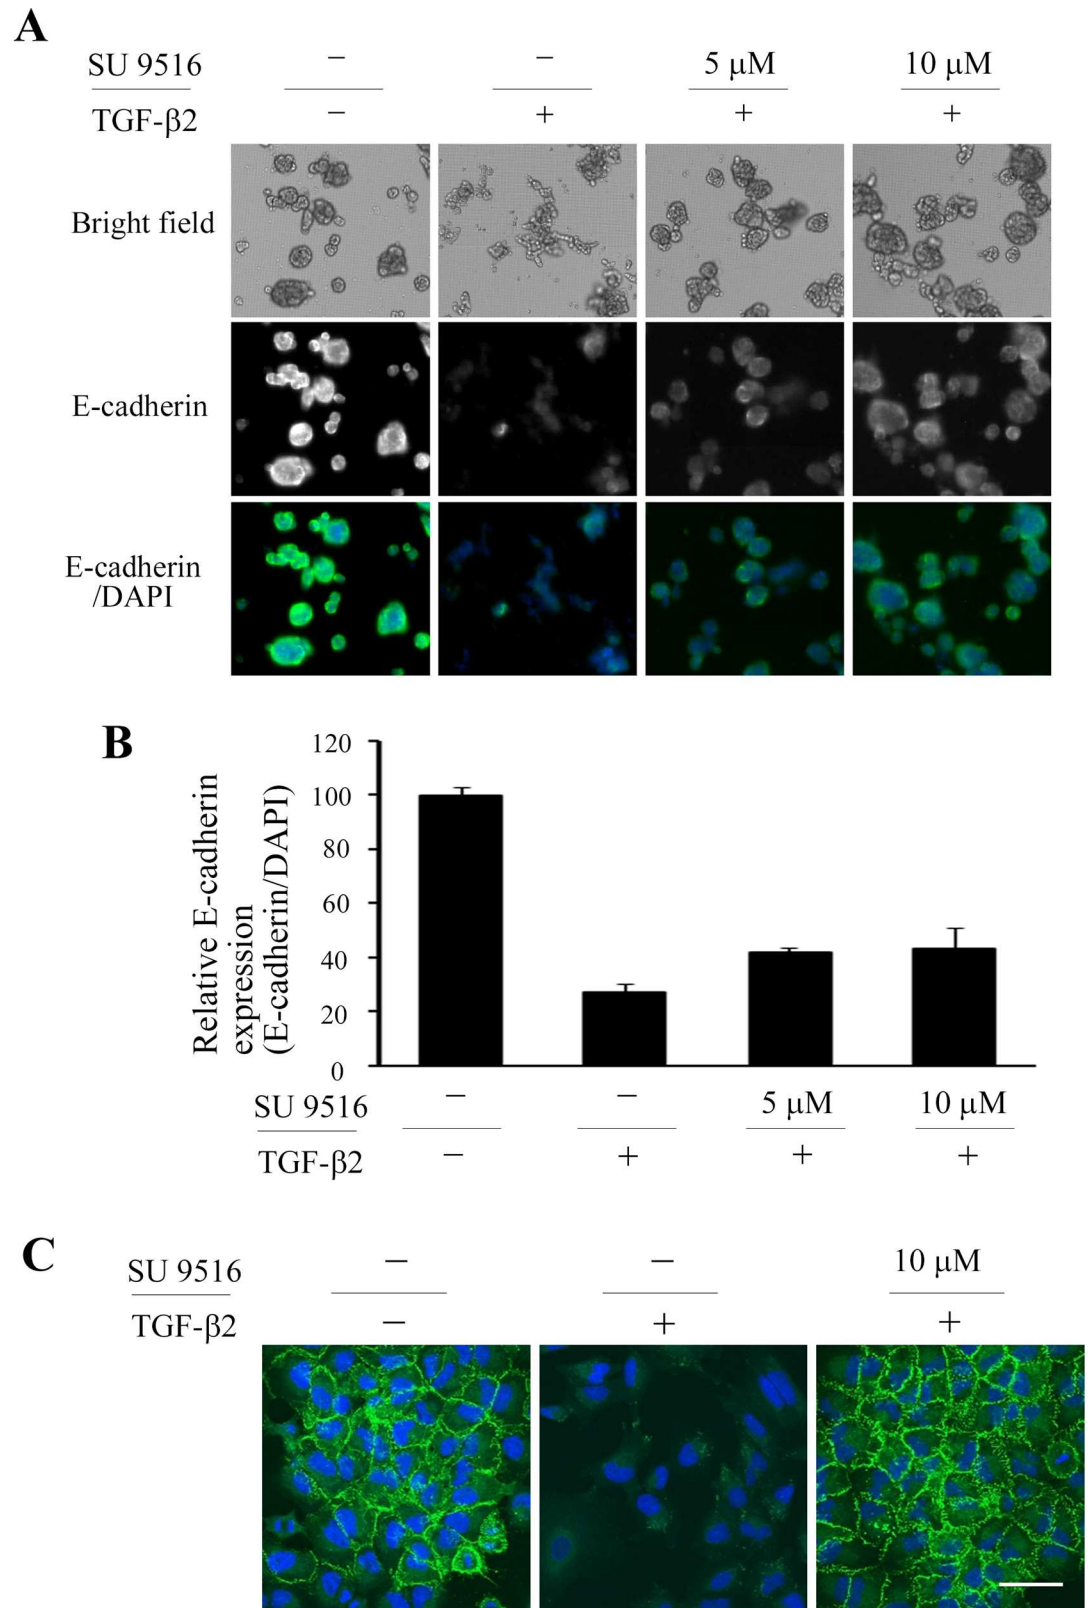 A
SU 9516 − − 5 μM 10 μM
TGF-β2 − + + +
Bright field
E-cadherin
E-cadherin
/DAPI
B
Relative E-cadherin
expression
(E-cadherin/DAPI)
120
100
80
60
40
20
0
SU 9516 − − 5 μM 10 μM
TGF-β2 − + + +
C
SU 9516 − − 10 μM
TGF-β2 − + +